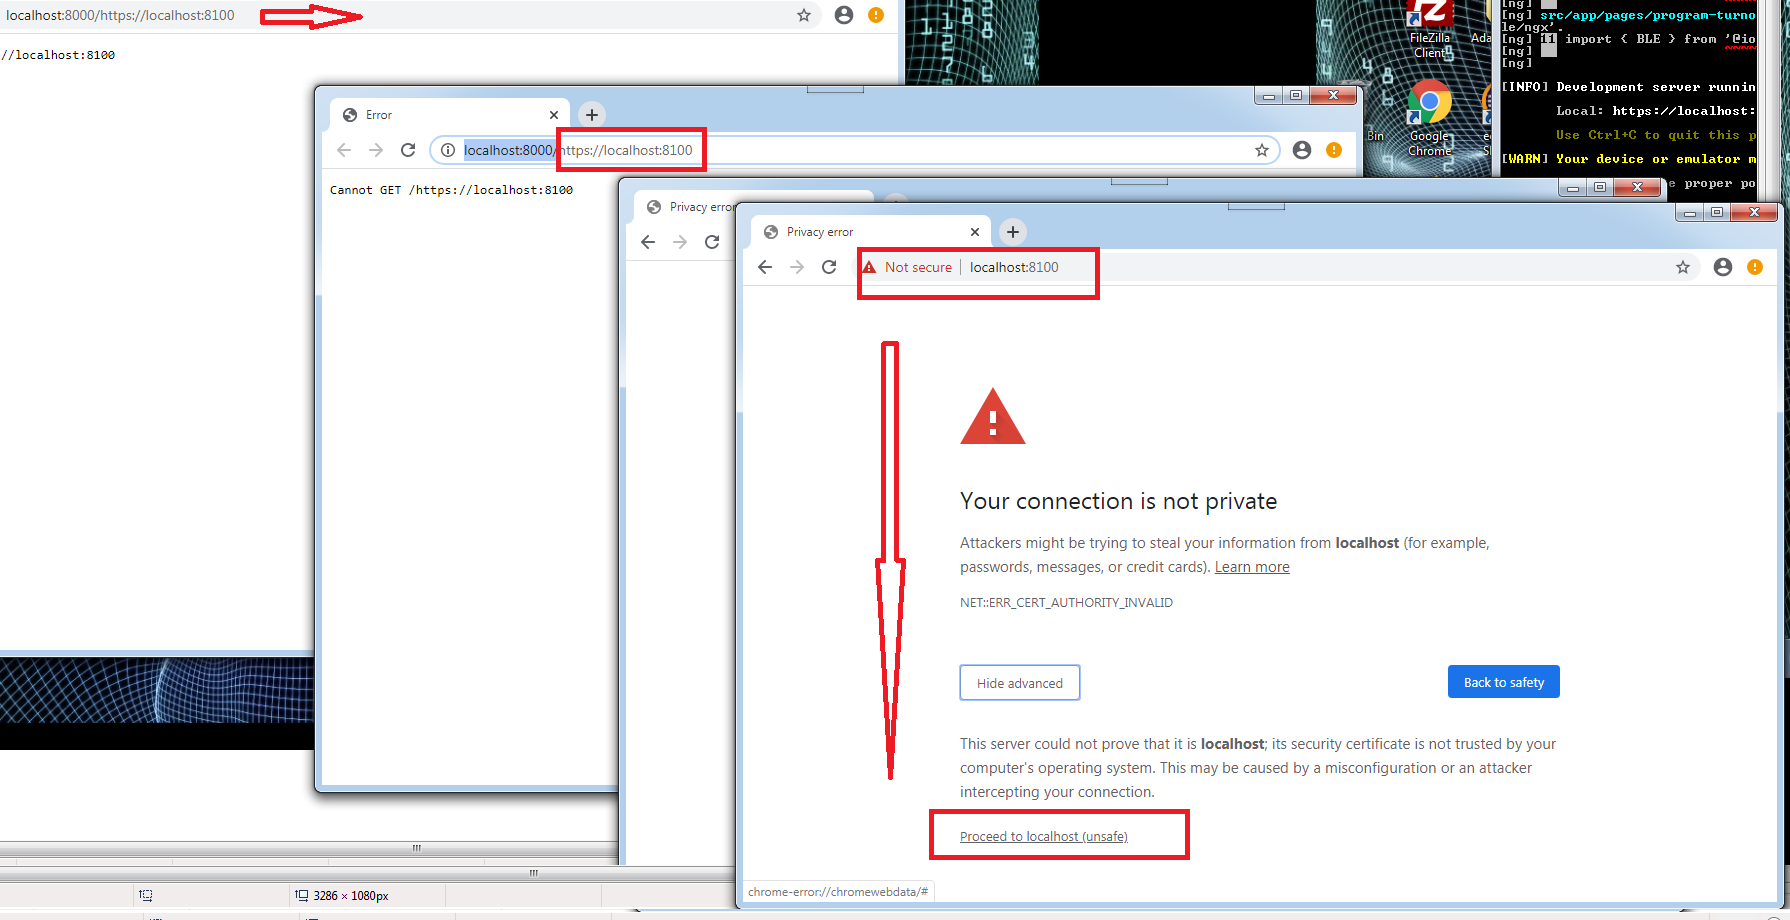 localhost:8000/https://localhost:8100
//localhost:8100
FileZilla
Client
Ada
Bin
Google
Chrome
[ng]
[ng] src/app/pages/program-turno
le/ngx'.
[ng] 11 import { BLE } from '@io
[ng]
[ng]
[INFO] Development server runnin
Local: https://localhost:
Use Ctrl+C to quit this p
[WARN] Your device or emulator m
e proper po
Error
localhost:8000/https://localhost:8100
Cannot GET /https://localhost:8100
Privacy error
Privacy error
Not secure
localhost:8100
Your connection is not private
Attackers might be trying to steal your information from localhost (for example,
passwords, messages, or credit cards). Learn more
NET::ERR_CERT_AUTHORITY_INVALID
Hide advanced
Back to safety
This server could not prove that it is localhost; its security certificate is not trusted by your
computer's operating system. This may be caused by a misconfiguration or an attacker
intercepting your connection.
Proceed to localhost (unsafe)
chrome-error://chromewebdata/#
3286 × 1080px